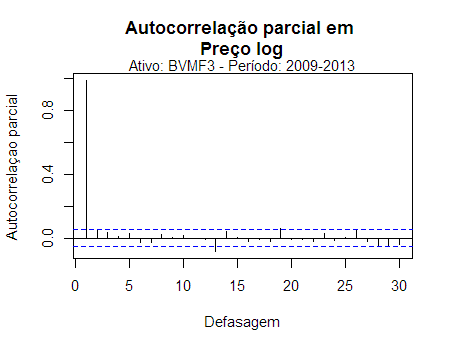 Autocorrelação parcial em
Preço log
Ativo: BVMF3 - Período: 2009-2013
Autocorrelaçao parcial
0.8
0.4
0.0
0 5 10 15 20 25 30
Defasagem